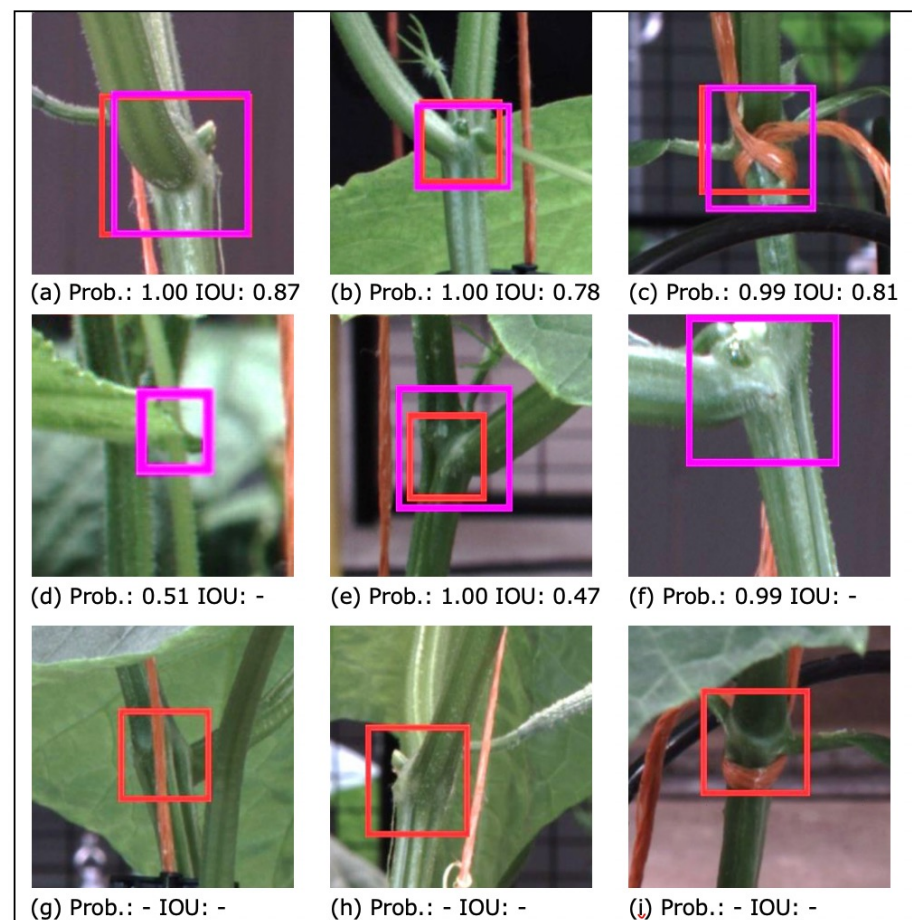 (a) Prob.: 1.00 IOU: 0.87
(b) Prob.: 1.00 IOU: 0.78
(c) Prob.: 0.99 IOU: 0.81
(d) Prob.: 0.51 IOU: -
(e) Prob.: 1.00 IOU: 0.47
(f) Prob.: 0.99 IOU: -
(g) Prob.: - IOU: -
(h) Prob.: - IOU: -
(j) Prob.: - IOU: -